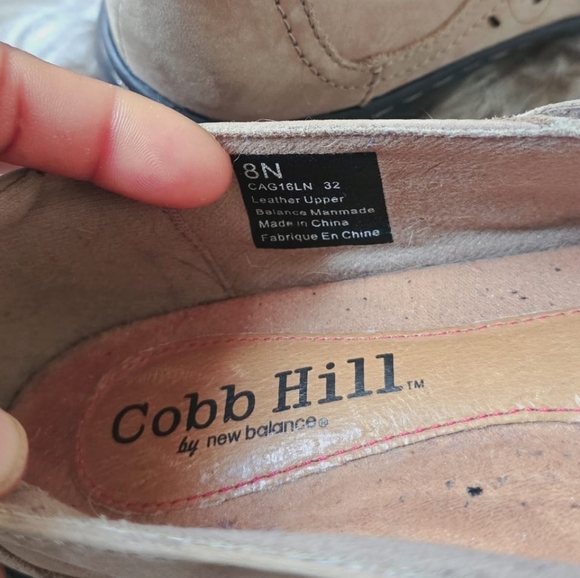 8N
CAG16LN 32
Leather Upper
Balance Manmade
Made in China
Fabrique En Chine
Cobb Hill™
by new balance®